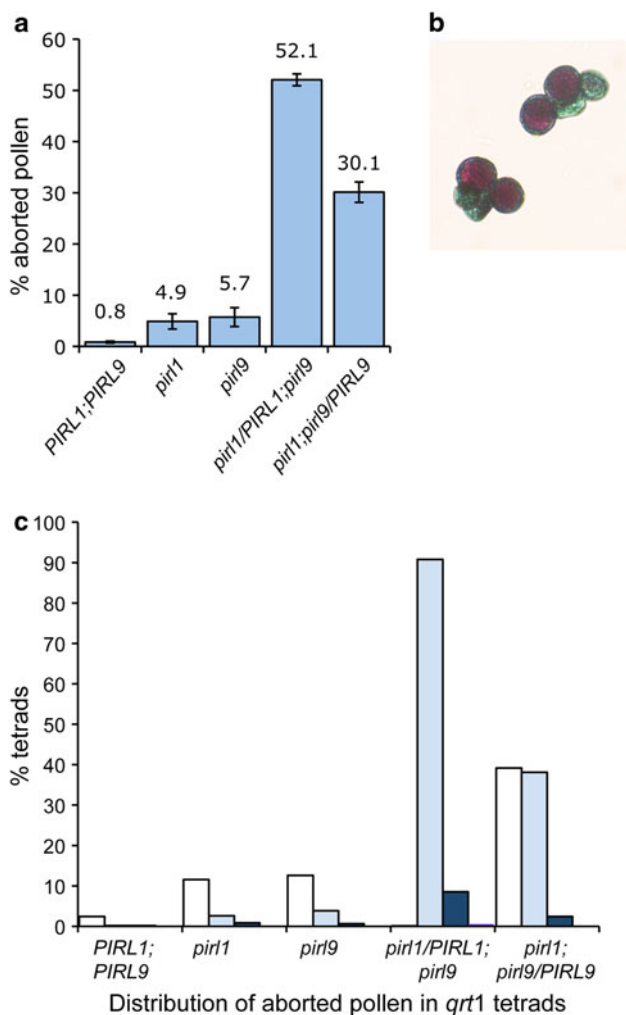 a
b
60
50
40
30
20
10
0
% aborted pollen
0.8
4.9
5.7
52.1
30.1
PIRL1;PIRL9
pirl1
pirl9
pirl1/PIRL1;pirl9
pirl1;pirl9/PIRL9
c
100
90
80
70
60
50
40
30
20
10
0
% tetrads
PIRL1;
PIRL9
pirl1
pirl9
pirl1/PIRL1;
pirl9
pirl1;
pirl9/PIRL9
Distribution of aborted pollen in qrt1 tetrads